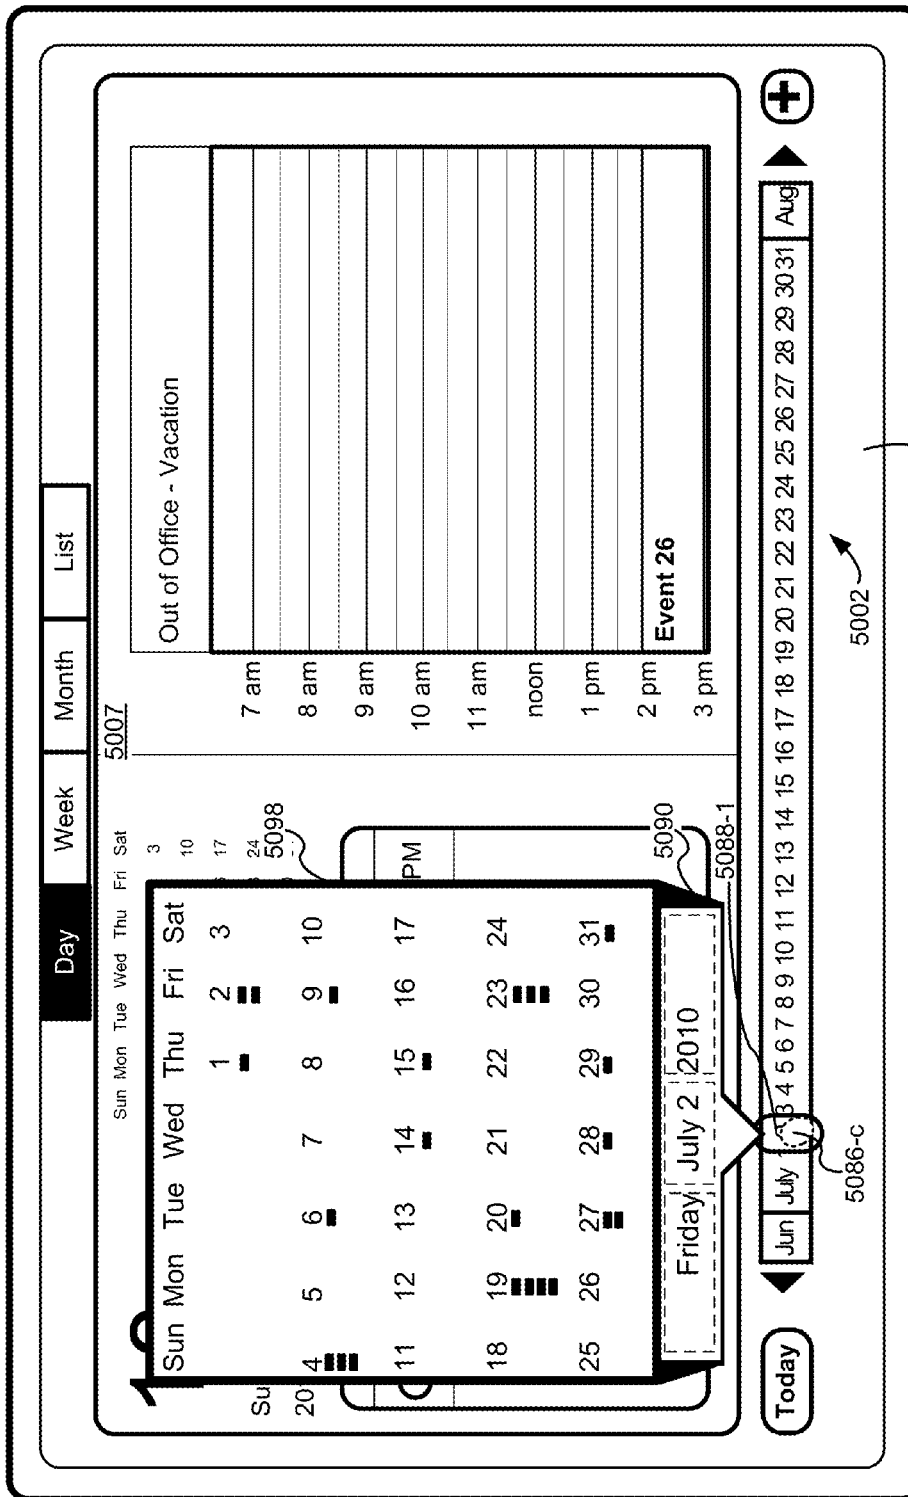 Day Week Month List
5007
Sun Mon Tue Wed Thu Fri Sat
3
10
17
24
5098
Su
20
PM
Sun Mon Tue Wed Thu Fri Sat
1 2 3
4 5 6 7 8 9 10
11 12 13 14 15 16 17
18 19 20 21 22 23 24
25 26 27 28 29 30 31
Friday July 2 2010
5090
5088-1
Out of Office - Vacation
7 am
8 am
9 am
10 am
11 am
noon
1 pm
2 pm
Event 26
3 pm
Today Jun July 3 4 5 6 7 8 9 10 11 12 13 14 15 16 17 18 19 20 21 22 23 24 25 26 27 28 29 30 31 Aug +
5086-c
5002